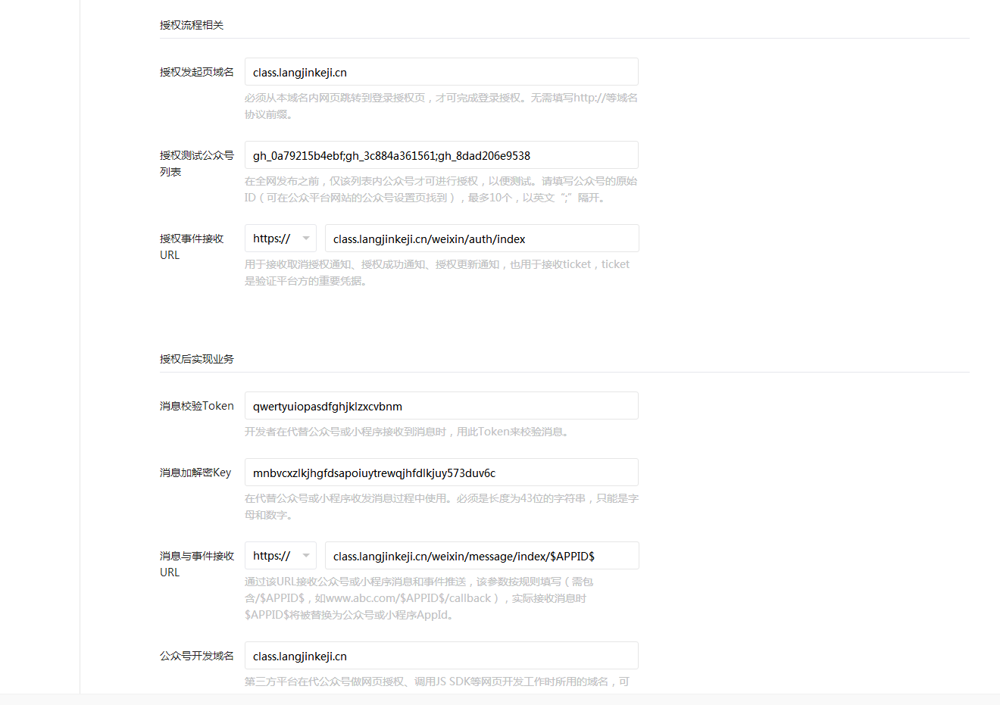 授权流程相关
授权发起页域名
class.langjinkeji.cn
必须从本域名内网页跳转到登录授权页，才可完成登录授权。无需填写http://等域名
协议前缀。
授权测试公众号
列表
gh_0a79215b4ebf;gh_3c884a361561;gh_8dad206e9538
在全网发布之前，仅该列表内公众号才可进行授权，以便测试。请填写公众号的原始
ID（可在公众平台网站的公众号设置页找到），最多10个，以英文“;”隔开。
授权事件接收
URL
https://
class.langjinkeji.cn/weixin/auth/index
用于接收取消授权通知、授权成功通知、授权更新通知，也用于接收ticket，ticket
是验证平台方的重要凭据。
授权后实现业务
消息校验Token
qwertyuiopasdfghjklzxcvbnm
开发者在代替公众号或小程序接收到消息时，用此Token来校验消息。
消息加解密Key
mnbvcxzlkjhgfdsapoiuytrewqjhfdlkjuy573duv6c
在代替公众号或小程序收发消息过程中使用。必须是长度为43位的字符串，只能是字
母和数字。
消息与事件接收
URL
https://
class.langjinkeji.cn/weixin/message/index/$APPID$
通过该URL接收公众号或小程序消息和事件推送，该参数按规则填写（需包
含/$APPID$，如www.abc.com/$APPID$/callback），实际接收消息时
$APPID$将被替换为公众号或小程序AppId。
公众号开发域名
class.langjinkeji.cn
第三方平台在代公众号做网页授权、调用JS SDK等网页开发工作时所用的域名，可